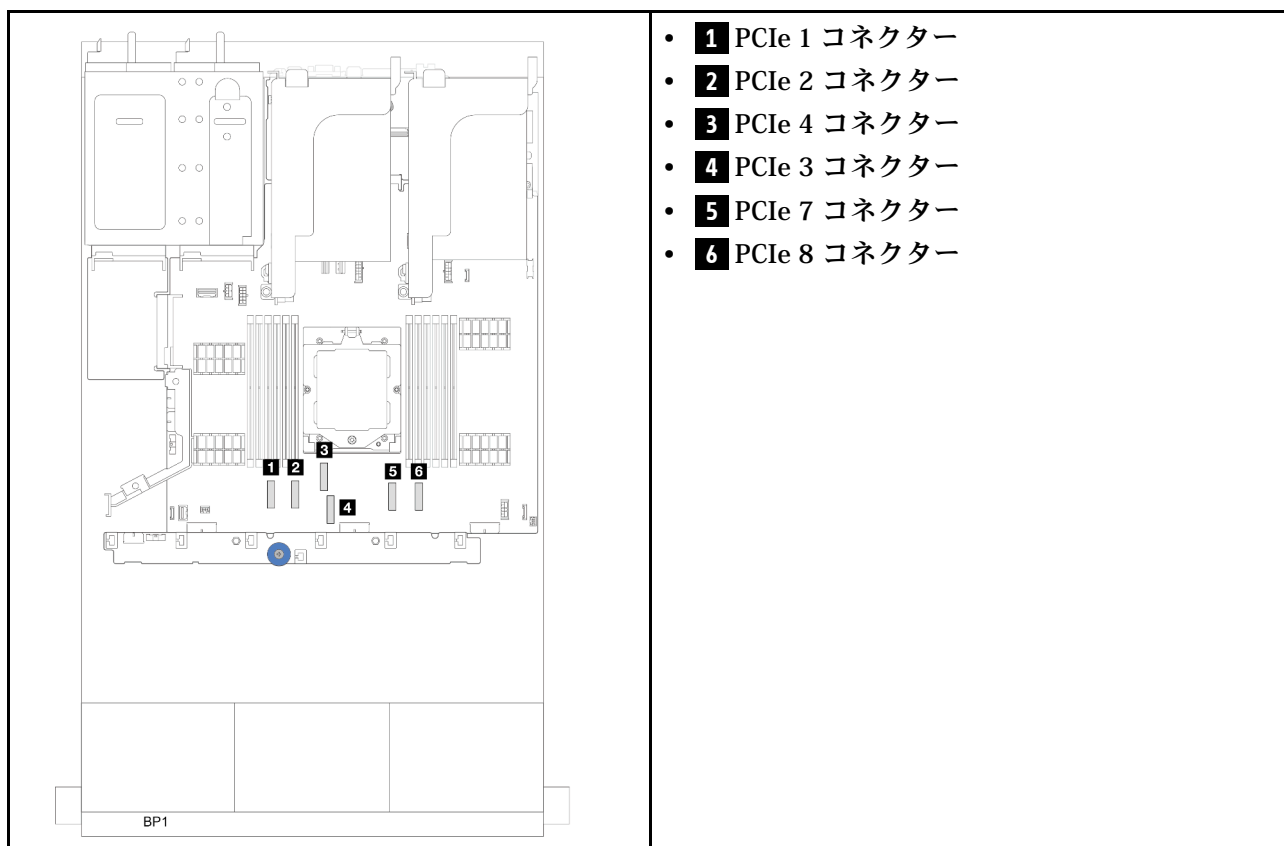 1
2
3
4
5
6
BP1
• 1 PCIe 1 コネクター
• 2 PCIe 2 コネクター
• 3 PCIe 4 コネクター
• 4 PCIe 3 コネクター
• 5 PCIe 7 コネクター
• 6 PCIe 8 コネクター